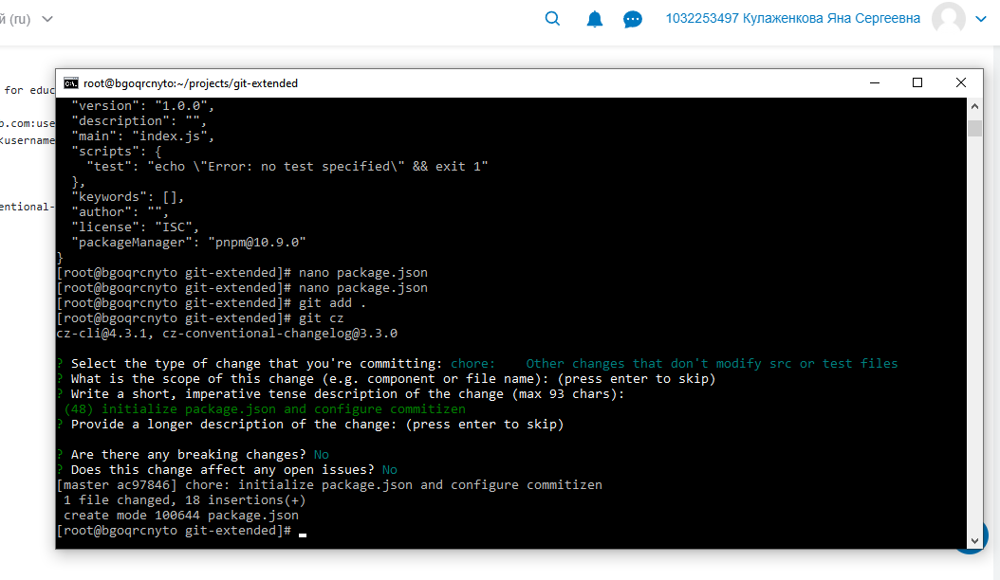 й (ru)
1032253497 Кулаженкова Яна Сергеевна
for educ
b.com:use
<username
entional-
root@bgoqrcnyto:~/projects/git-extended
"version": "1.0.0",
"description": "",
"main": "index.js",
"scripts": {
"test": "echo \"Error: no test specified\" && exit 1"
},
"keywords": [],
"author": "",
"license": "ISC",
"packageManager": "pnpm@10.9.0"
}
[root@bgoqrcnyto git-extended]# nano package.json
[root@bgoqrcnyto git-extended]# nano package.json
[root@bgoqrcnyto git-extended]# git add .
[root@bgoqrcnyto git-extended]# git cz
cz-cli@4.3.1, cz-conventional-changelog@3.3.0
? Select the type of change that you're committing: chore:    Other changes that don't modify src or test files
? What is the scope of this change (e.g. component or file name): (press enter to skip)
? Write a short, imperative tense description of the change (max 93 chars):
(48) initialize package.json and configure commitizen
? Provide a longer description of the change: (press enter to skip)
? Are there any breaking changes? No
? Does this change affect any open issues? No
[master ac97846] chore: initialize package.json and configure commitizen
1 file changed, 18 insertions(+)
create mode 100644 package.json
[root@bgoqrcnyto git-extended]#